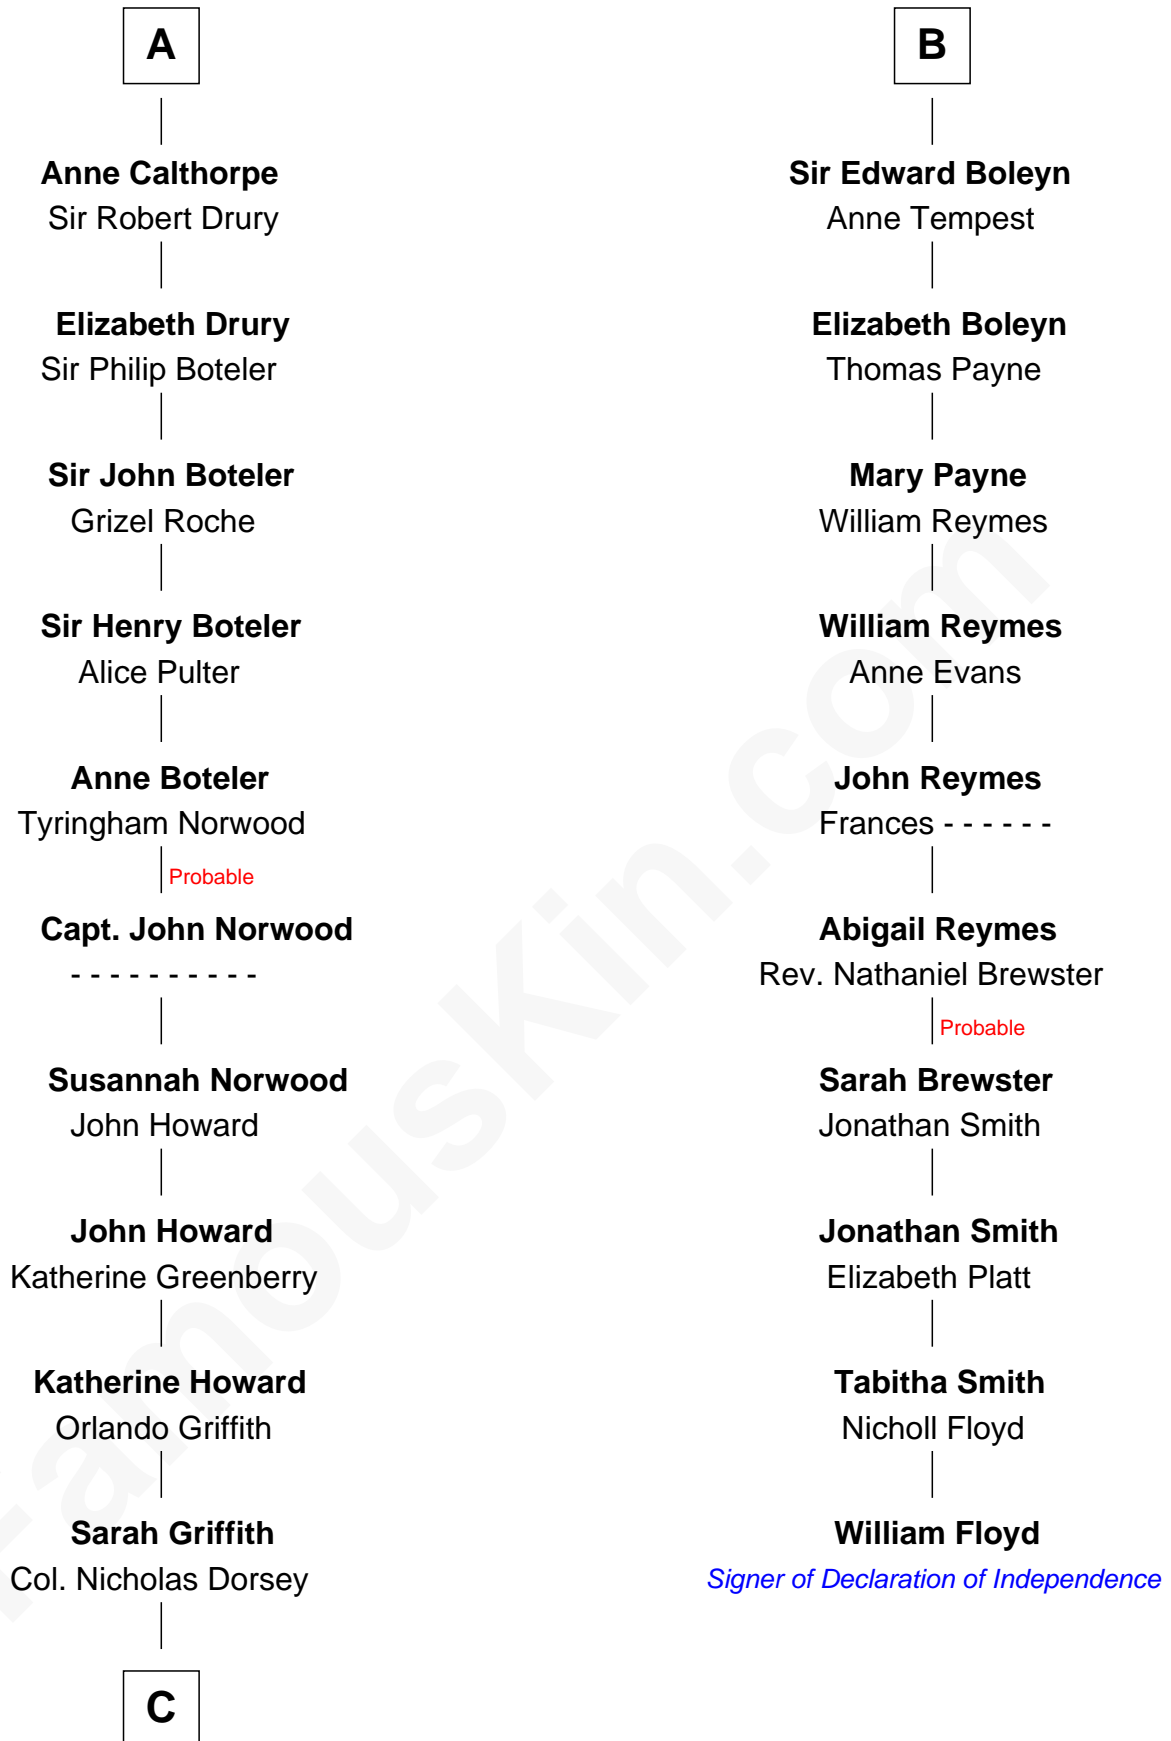 A
Anne Calthorpe
Sir Robert Drury
Elizabeth Drury
Sir Philip Boteler
Sir John Boteler
Grizel Roche
Sir Henry Boteler
Alice Pulter
Anne Boteler
Tyringham Norwood
Probable
Capt. John Norwood
- - - - - - - - - -
Susannah Norwood
John Howard
John Howard
Katherine Greenberry
Katherine Howard
Orlando Griffith
Sarah Griffith
Col. Nicholas Dorsey
C
B
Sir Edward Boleyn
Anne Tempest
Elizabeth Boleyn
Thomas Payne
Mary Payne
William Reymes
William Reymes
Anne Evans
John Reymes
Frances - - - - - -
Abigail Reymes
Rev. Nathaniel Brewster
Probable
Sarah Brewster
Jonathan Smith
Jonathan Smith
Elizabeth Platt
Tabitha Smith
Nicholl Floyd
William Floyd
Signer of Declaration of Independence
FamousKin.com